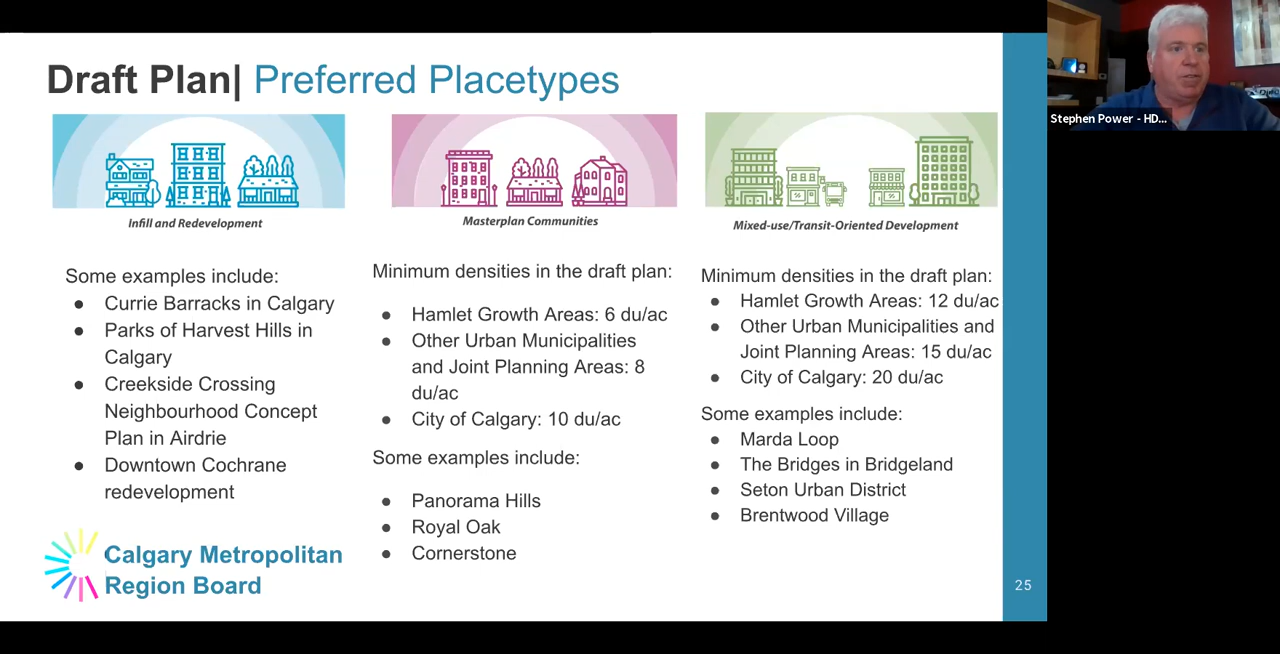 Draft Plan| Preferred Placetypes
Infill and Redevelopment
Some examples include:
● Currie Barracks in Calgary
● Parks of Harvest Hills in
Calgary
● Creekside Crossing
Neighbourhood Concept
Plan in Airdrie
● Downtown Cochrane
redevelopment
Masterplan Communities
Minimum densities in the draft plan:
● Hamlet Growth Areas: 6 du/ac
● Other Urban Municipalities
and Joint Planning Areas: 8
du/ac
● City of Calgary: 10 du/ac
Some examples include:
● Panorama Hills
● Royal Oak
● Cornerstone
Mixed-use/Transit-Oriented Development
Minimum densities in the draft plan:
● Hamlet Growth Areas: 12 du/ac
● Other Urban Municipalities and
Joint Planning Areas: 15 du/ac
● City of Calgary: 20 du/ac
Some examples include:
● Marda Loop
● The Bridges in Bridgeland
● Seton Urban District
● Brentwood Village
Calgary Metropolitan
Region Board
25
Stephen Power - HD...